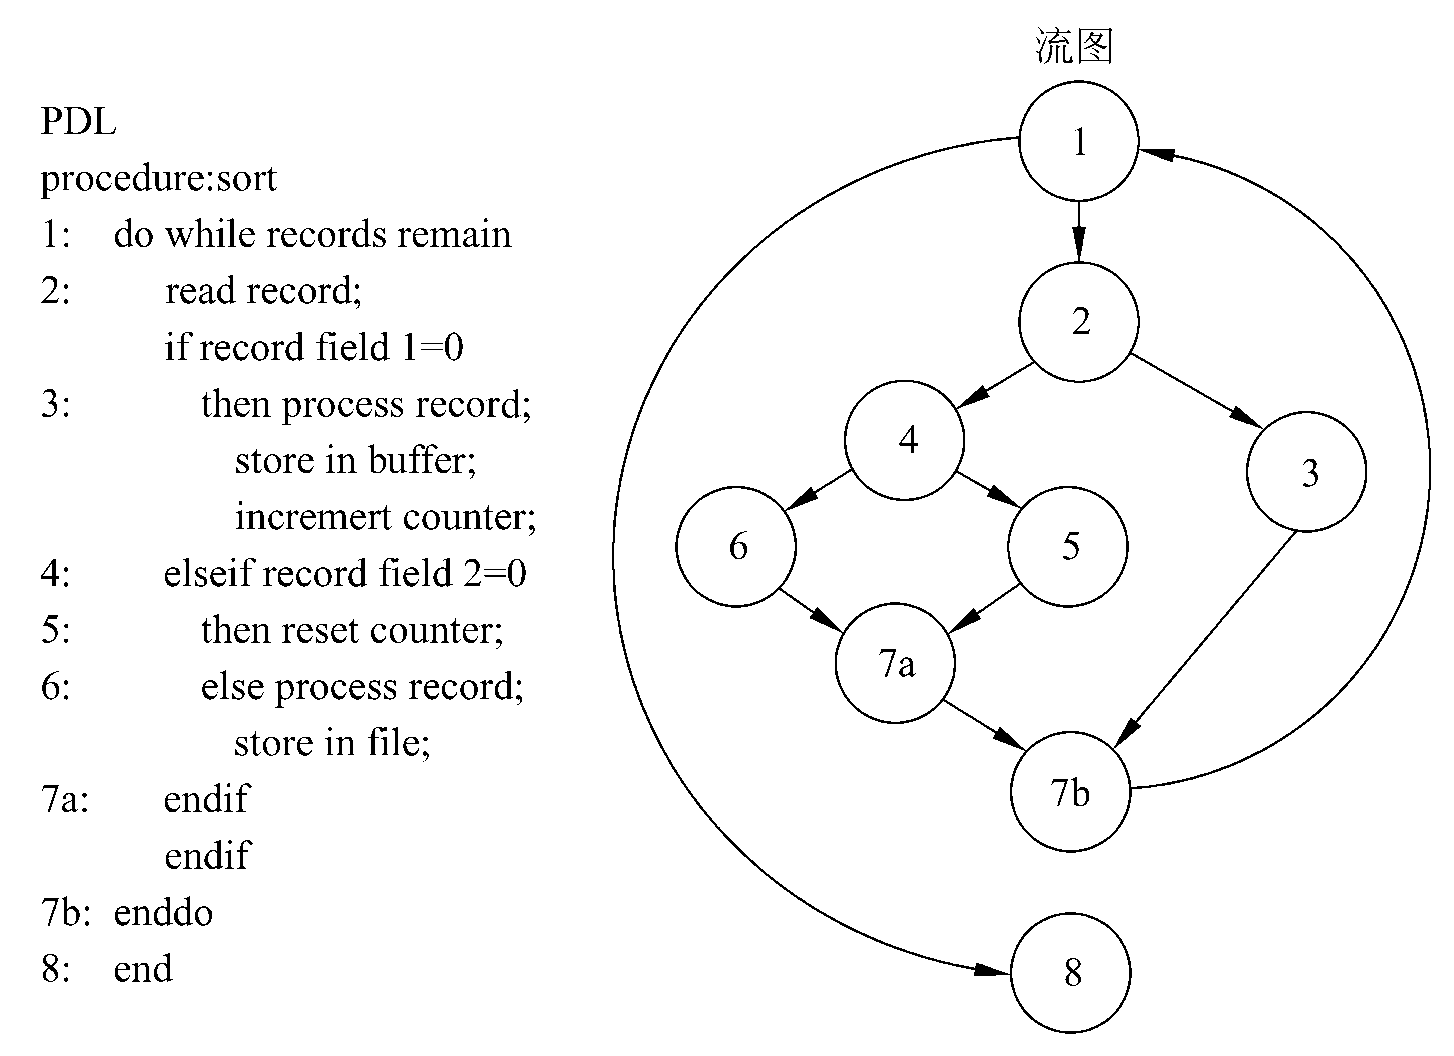 PDL
procedure:sort
1: do while records remain
2: read record;
if record field 1=0
3: then process record;
store in buffer;
incremert counter;
4: elseif record field 2=0
5: then reset counter;
6: else process record;
store in file;
7a: endif
endif
7b: enddo
8: end
流图
1
2
4
3
6
5
7a
7b
8